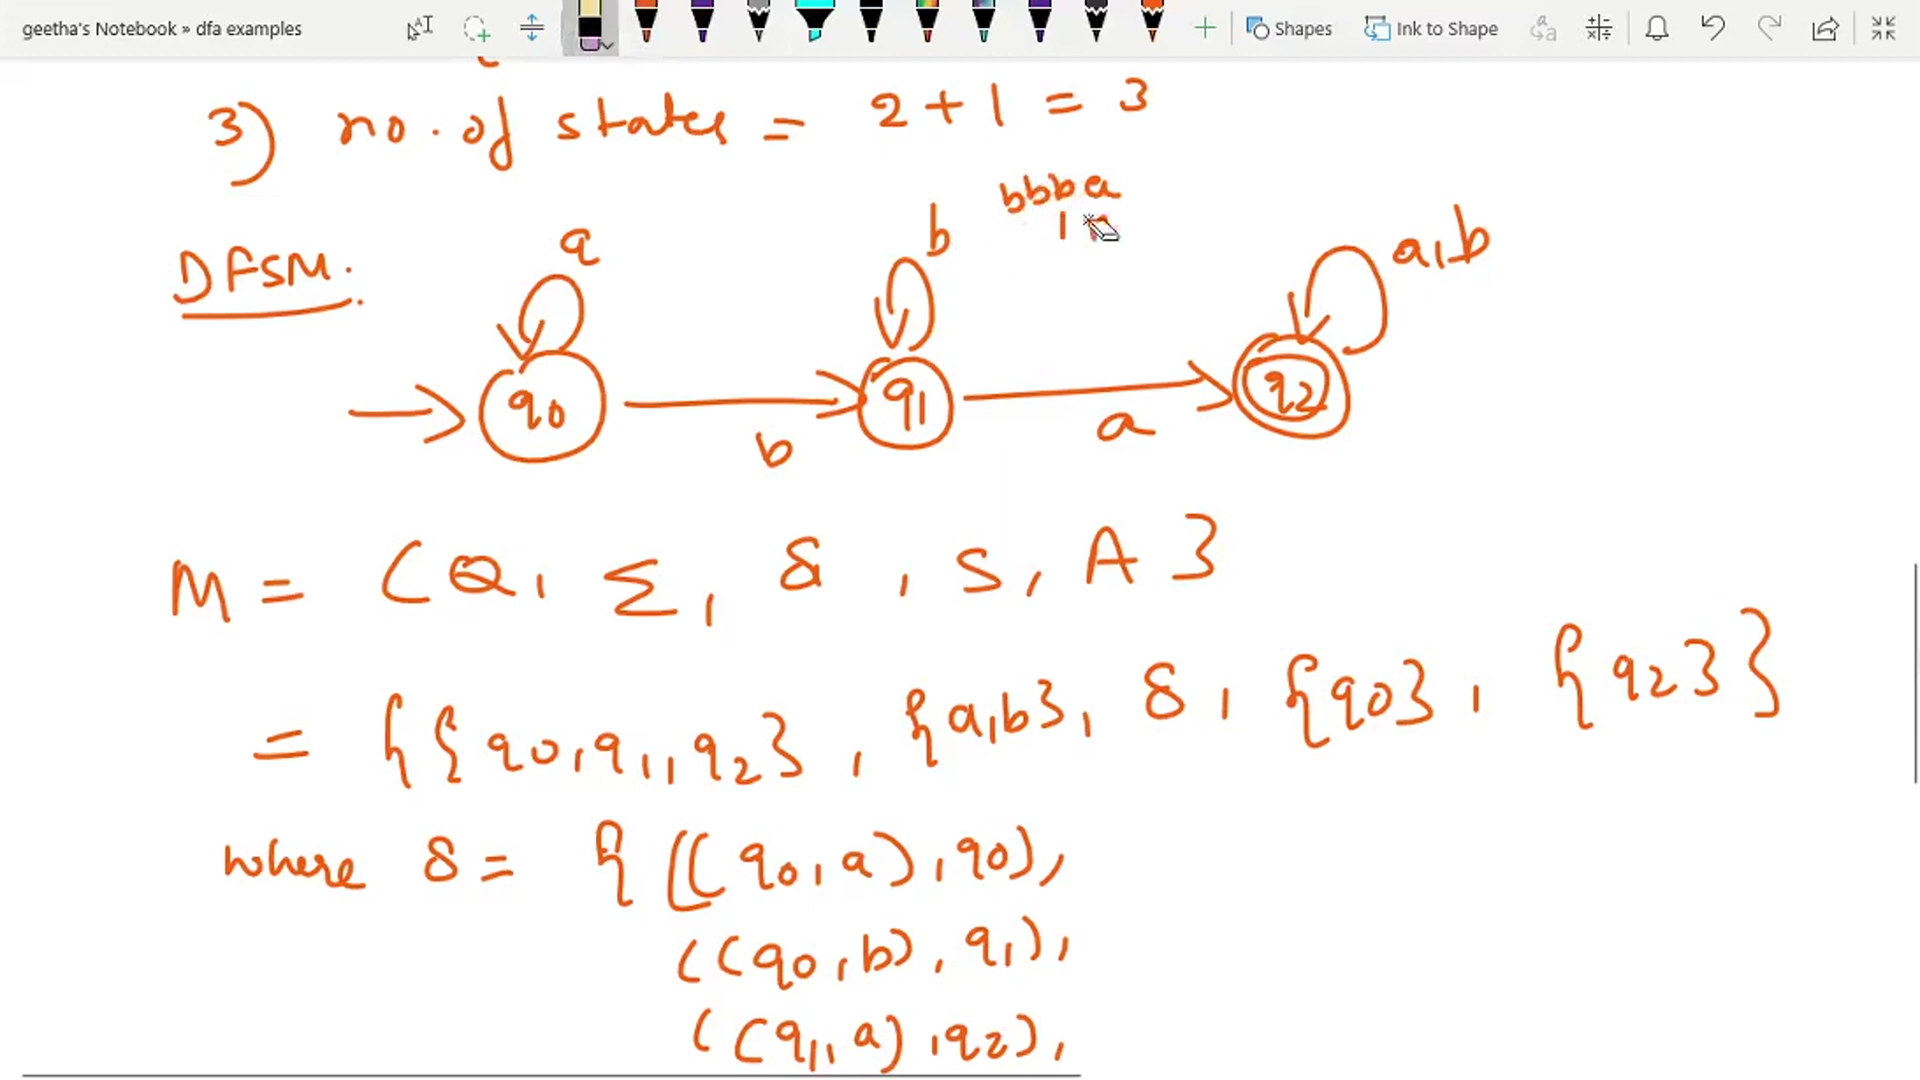 geetha's Notebook » dfa examples
Shapes
Ink to Shape
3) no. of states = 2 + 1 = 3
bbba
DFSM.
a
b
a,b
q0
q1
q2
b
a
M = (Q, Σ, δ, S, A }
= {{ q0, q1, q2}, {a,b}, δ, {q0}, {q2}}
where δ = { ((q0, a), q0),
((q0, b), q1),
((q1, a), q2),